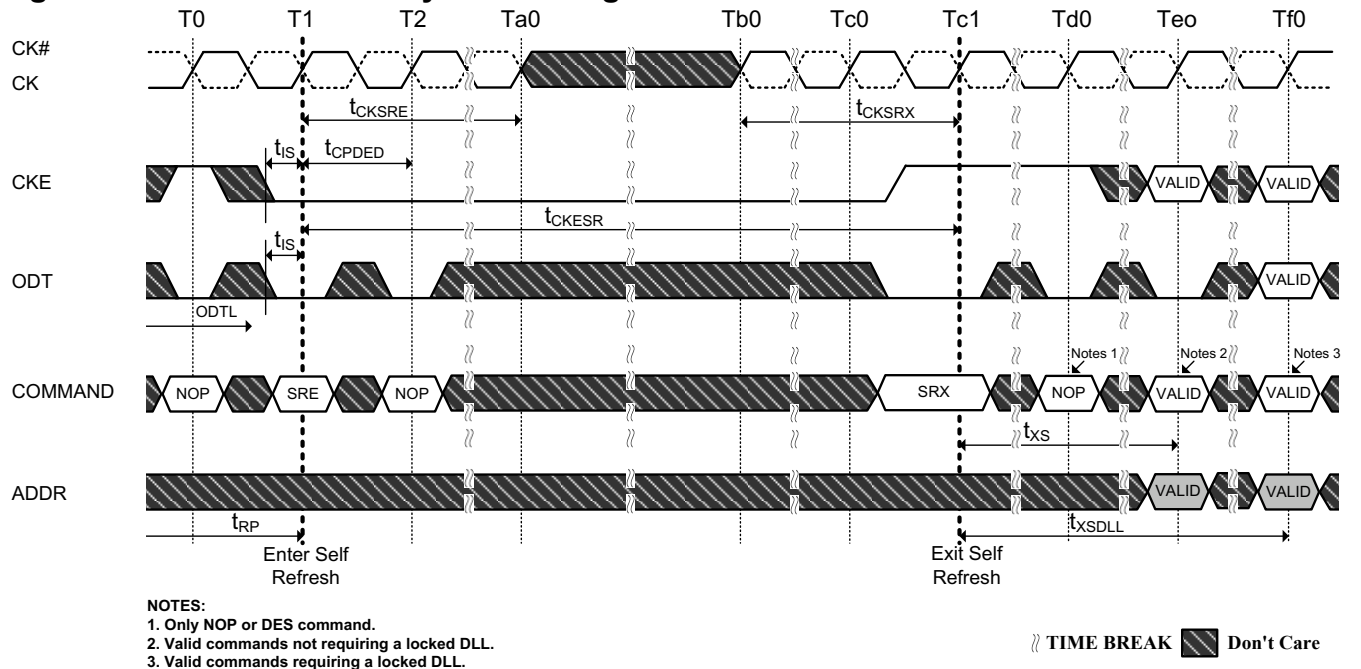 T0 T1 T2 Ta0 Tb0 Tc0 Tc1 Td0 Teo Tf0
CK#
CK
tCKSRE tCKSRX
tIS tCPDED
CKE VALID VALID
tCKESR
tIS
ODT VALID
ODTL
Notes 1 Notes 2 Notes 3
COMMAND NOP SRE NOP SRX NOP VALID VALID
tXS
ADDR VALID VALID
tRP tXSDLL
Enter Self Refresh
Exit Self Refresh
NOTES:
1. Only NOP or DES command.
2. Valid commands not requiring a locked DLL.
3. Valid commands requiring a locked DLL.
TIME BREAK Don't Care